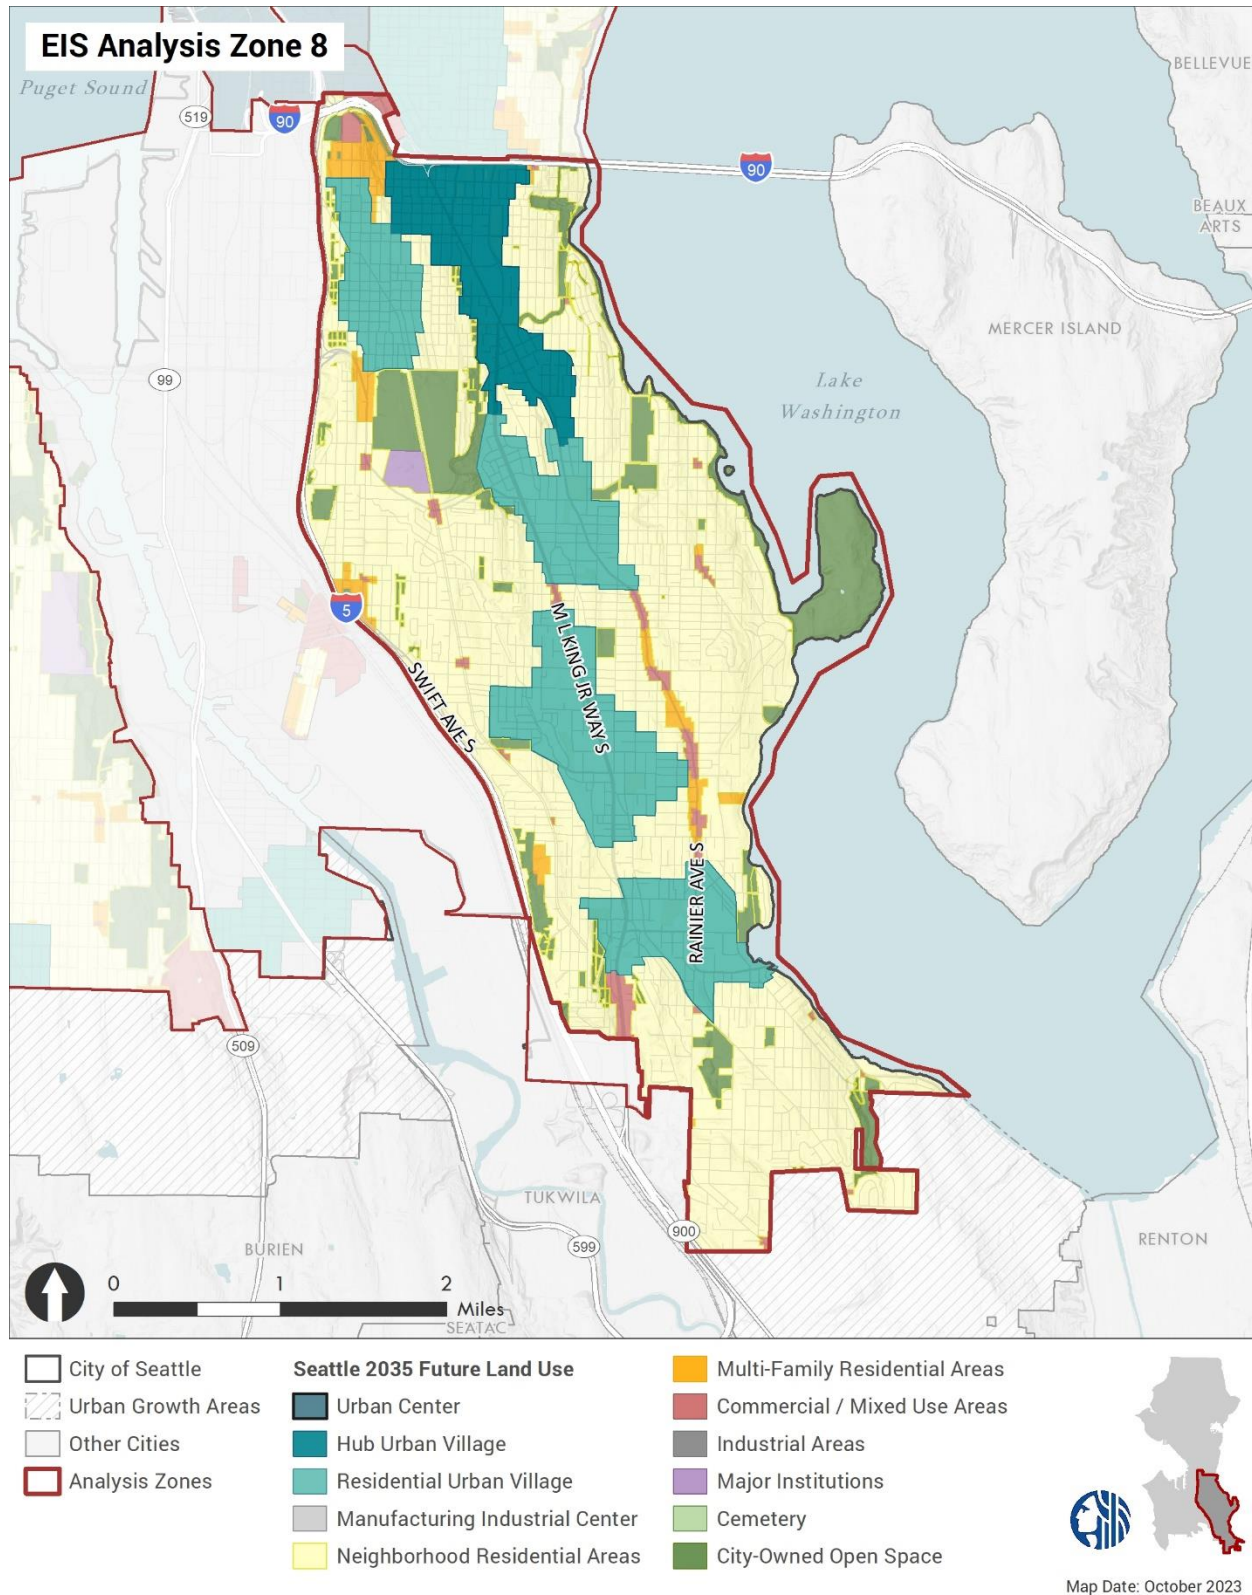 EIS Analysis Zone 8
Puget Sound
519
90
90
BELLEVUE
BEAUX
ARTS
MERCER ISLAND
Lake
Washington
99
5
M L KING JR WAY S
SWIFT AVE S
RAINIER AVE S
509
TUKWILA
900
599
BURIEN
RENTON
0 1 2
Miles
SEATAC
City of Seattle
Urban Growth Areas
Other Cities
Analysis Zones
Seattle 2035 Future Land Use
Urban Center
Hub Urban Village
Residential Urban Village
Manufacturing Industrial Center
Neighborhood Residential Areas
Multi-Family Residential Areas
Commercial / Mixed Use Areas
Industrial Areas
Major Institutions
Cemetery
City-Owned Open Space
Map Date: October 2023